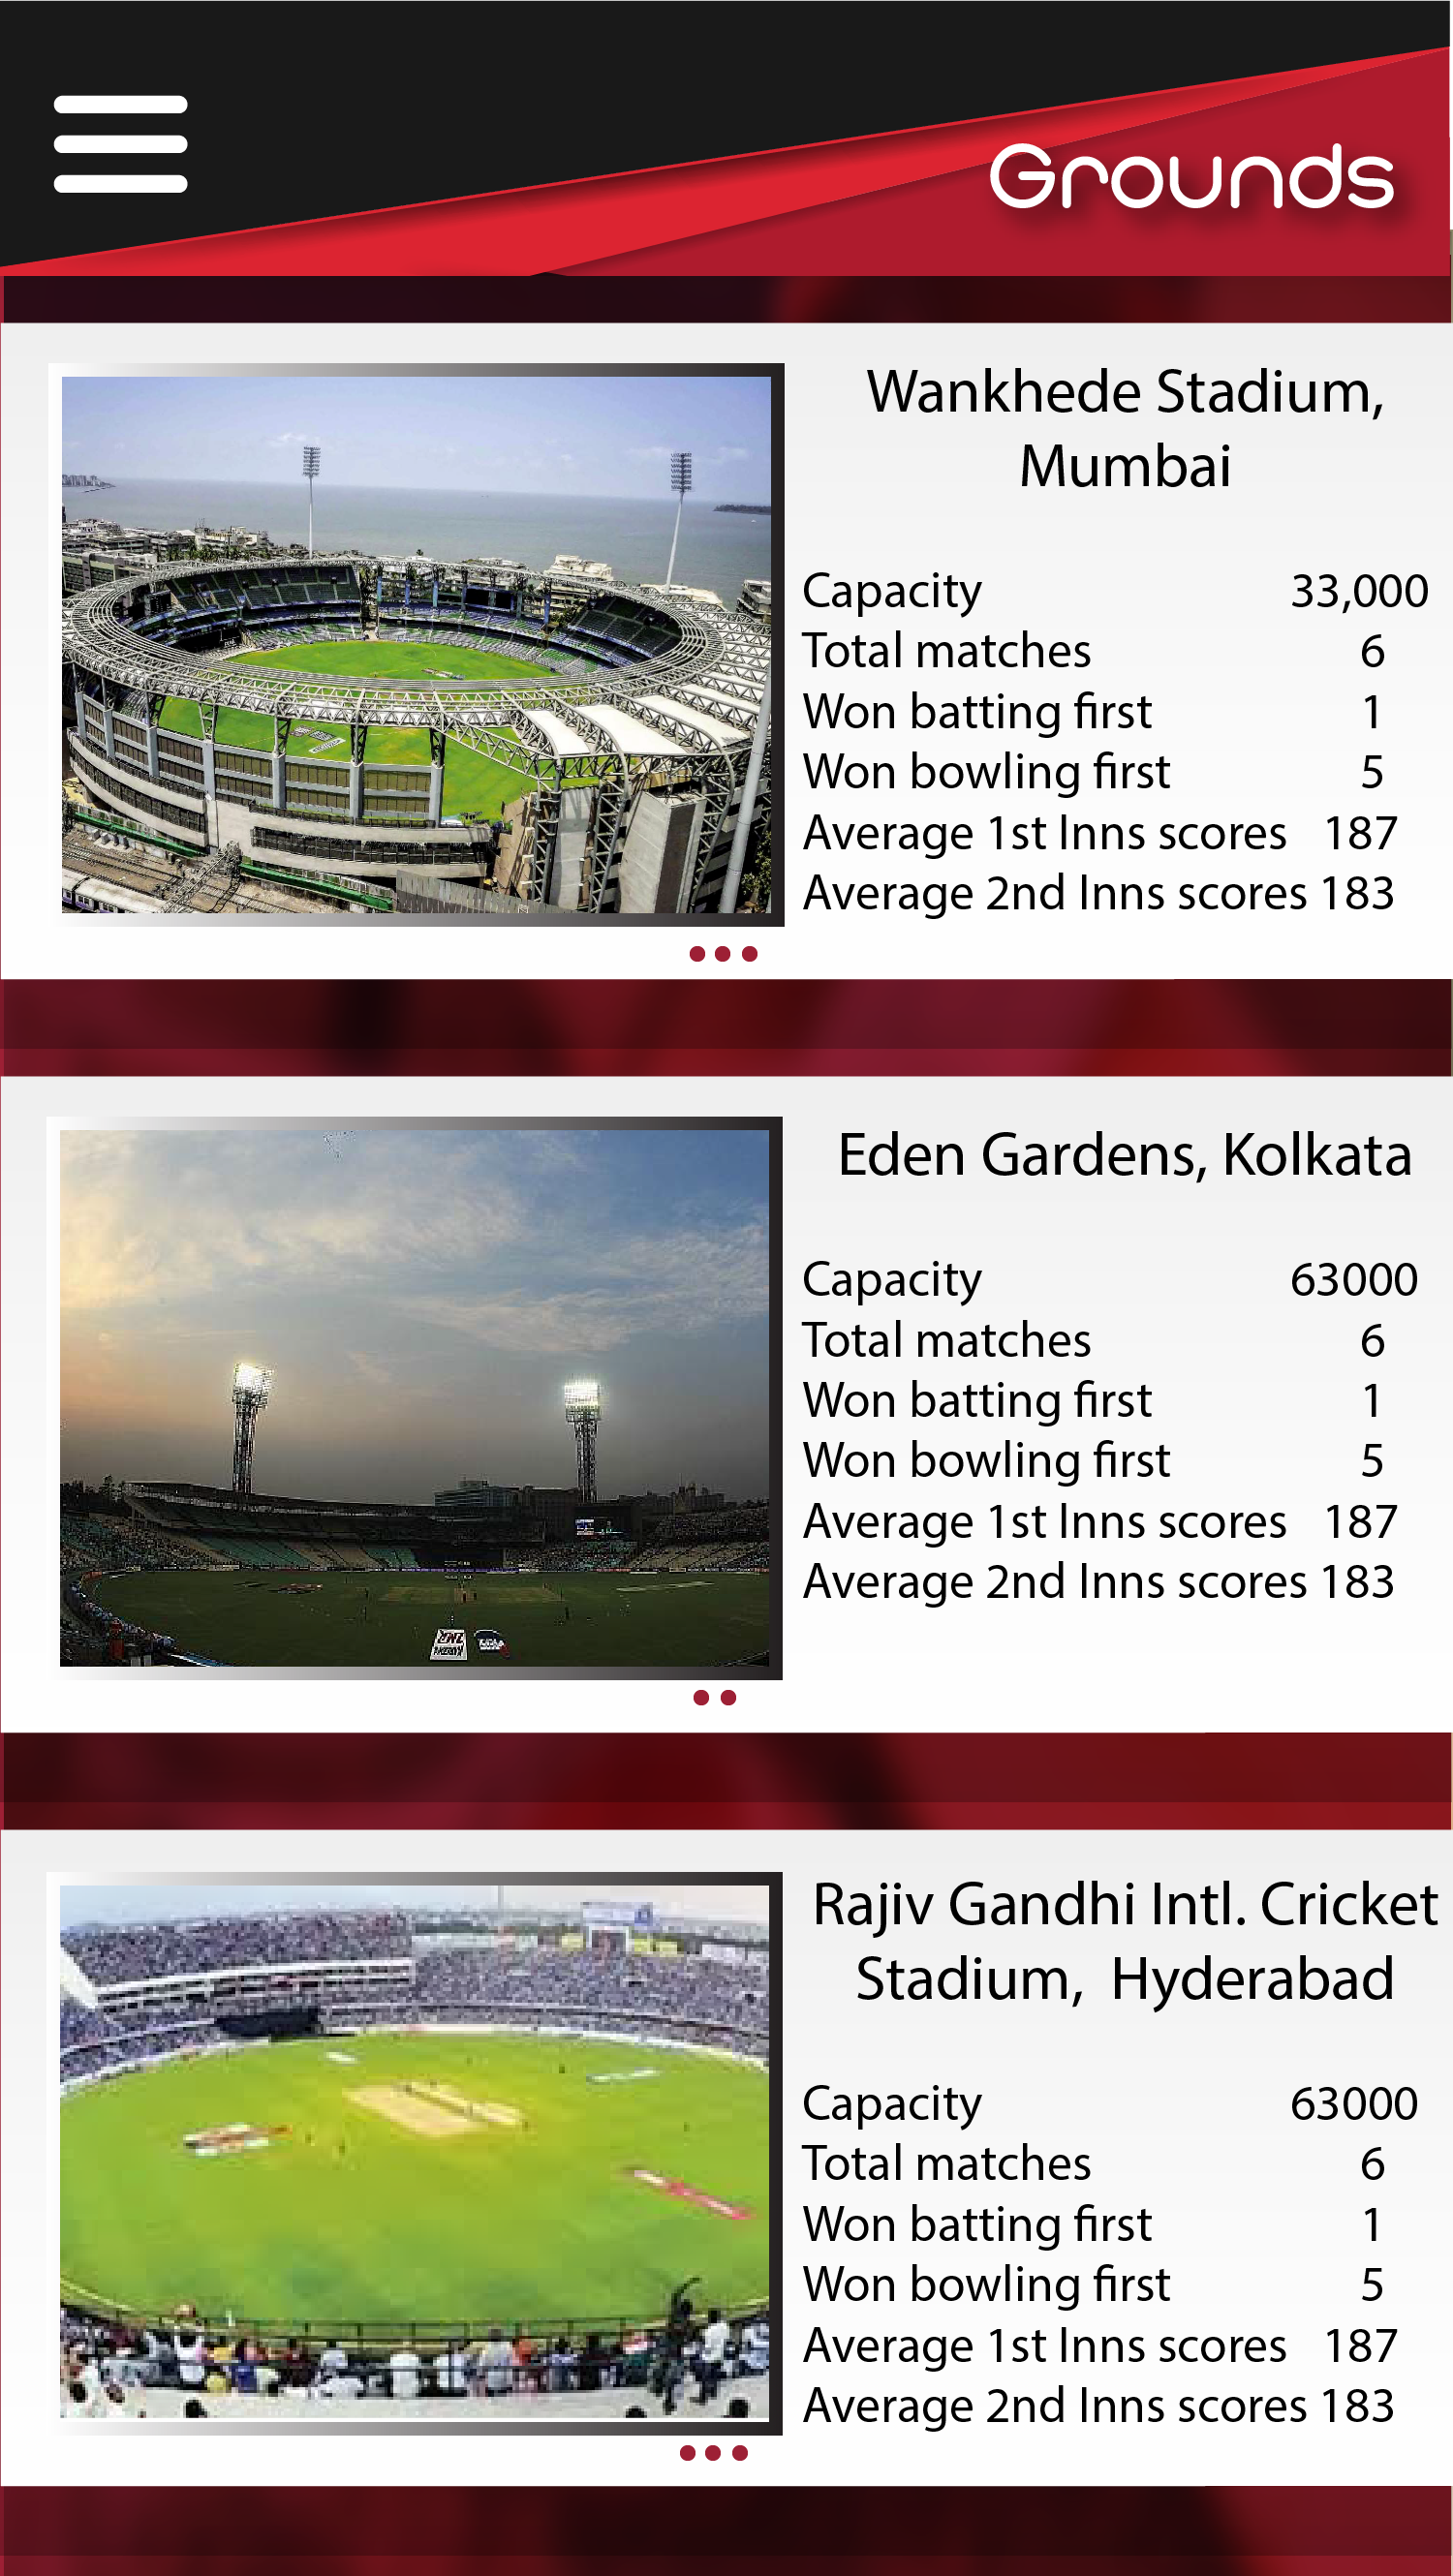 Grounds
Wankhede Stadium,
Mumbai
Capacity 33,000
Total matches 6
Won batting first 1
Won bowling first 5
Average 1st Inns scores 187
Average 2nd Inns scores 183
Eden Gardens, Kolkata
Capacity 63000
Total matches 6
Won batting first 1
Won bowling first 5
Average 1st Inns scores 187
Average 2nd Inns scores 183
Rajiv Gandhi Intl. Cricket
Stadium, Hyderabad
Capacity 63000
Total matches 6
Won batting first 1
Won bowling first 5
Average 1st Inns scores 187
Average 2nd Inns scores 183